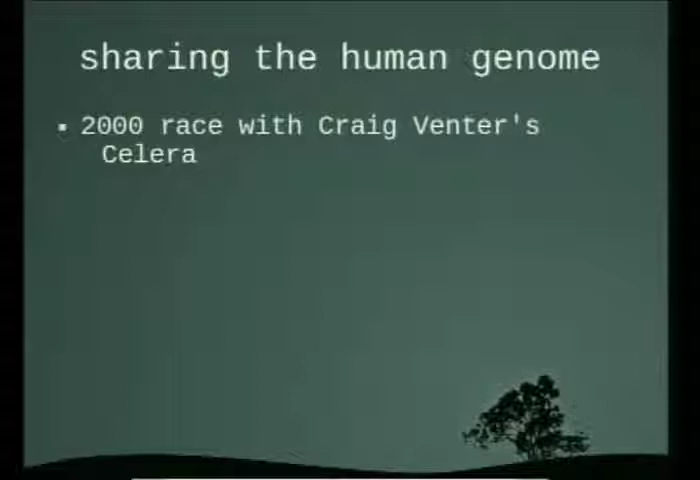 sharing the human genome
▪ 2000 race with Craig Venter's
Celera